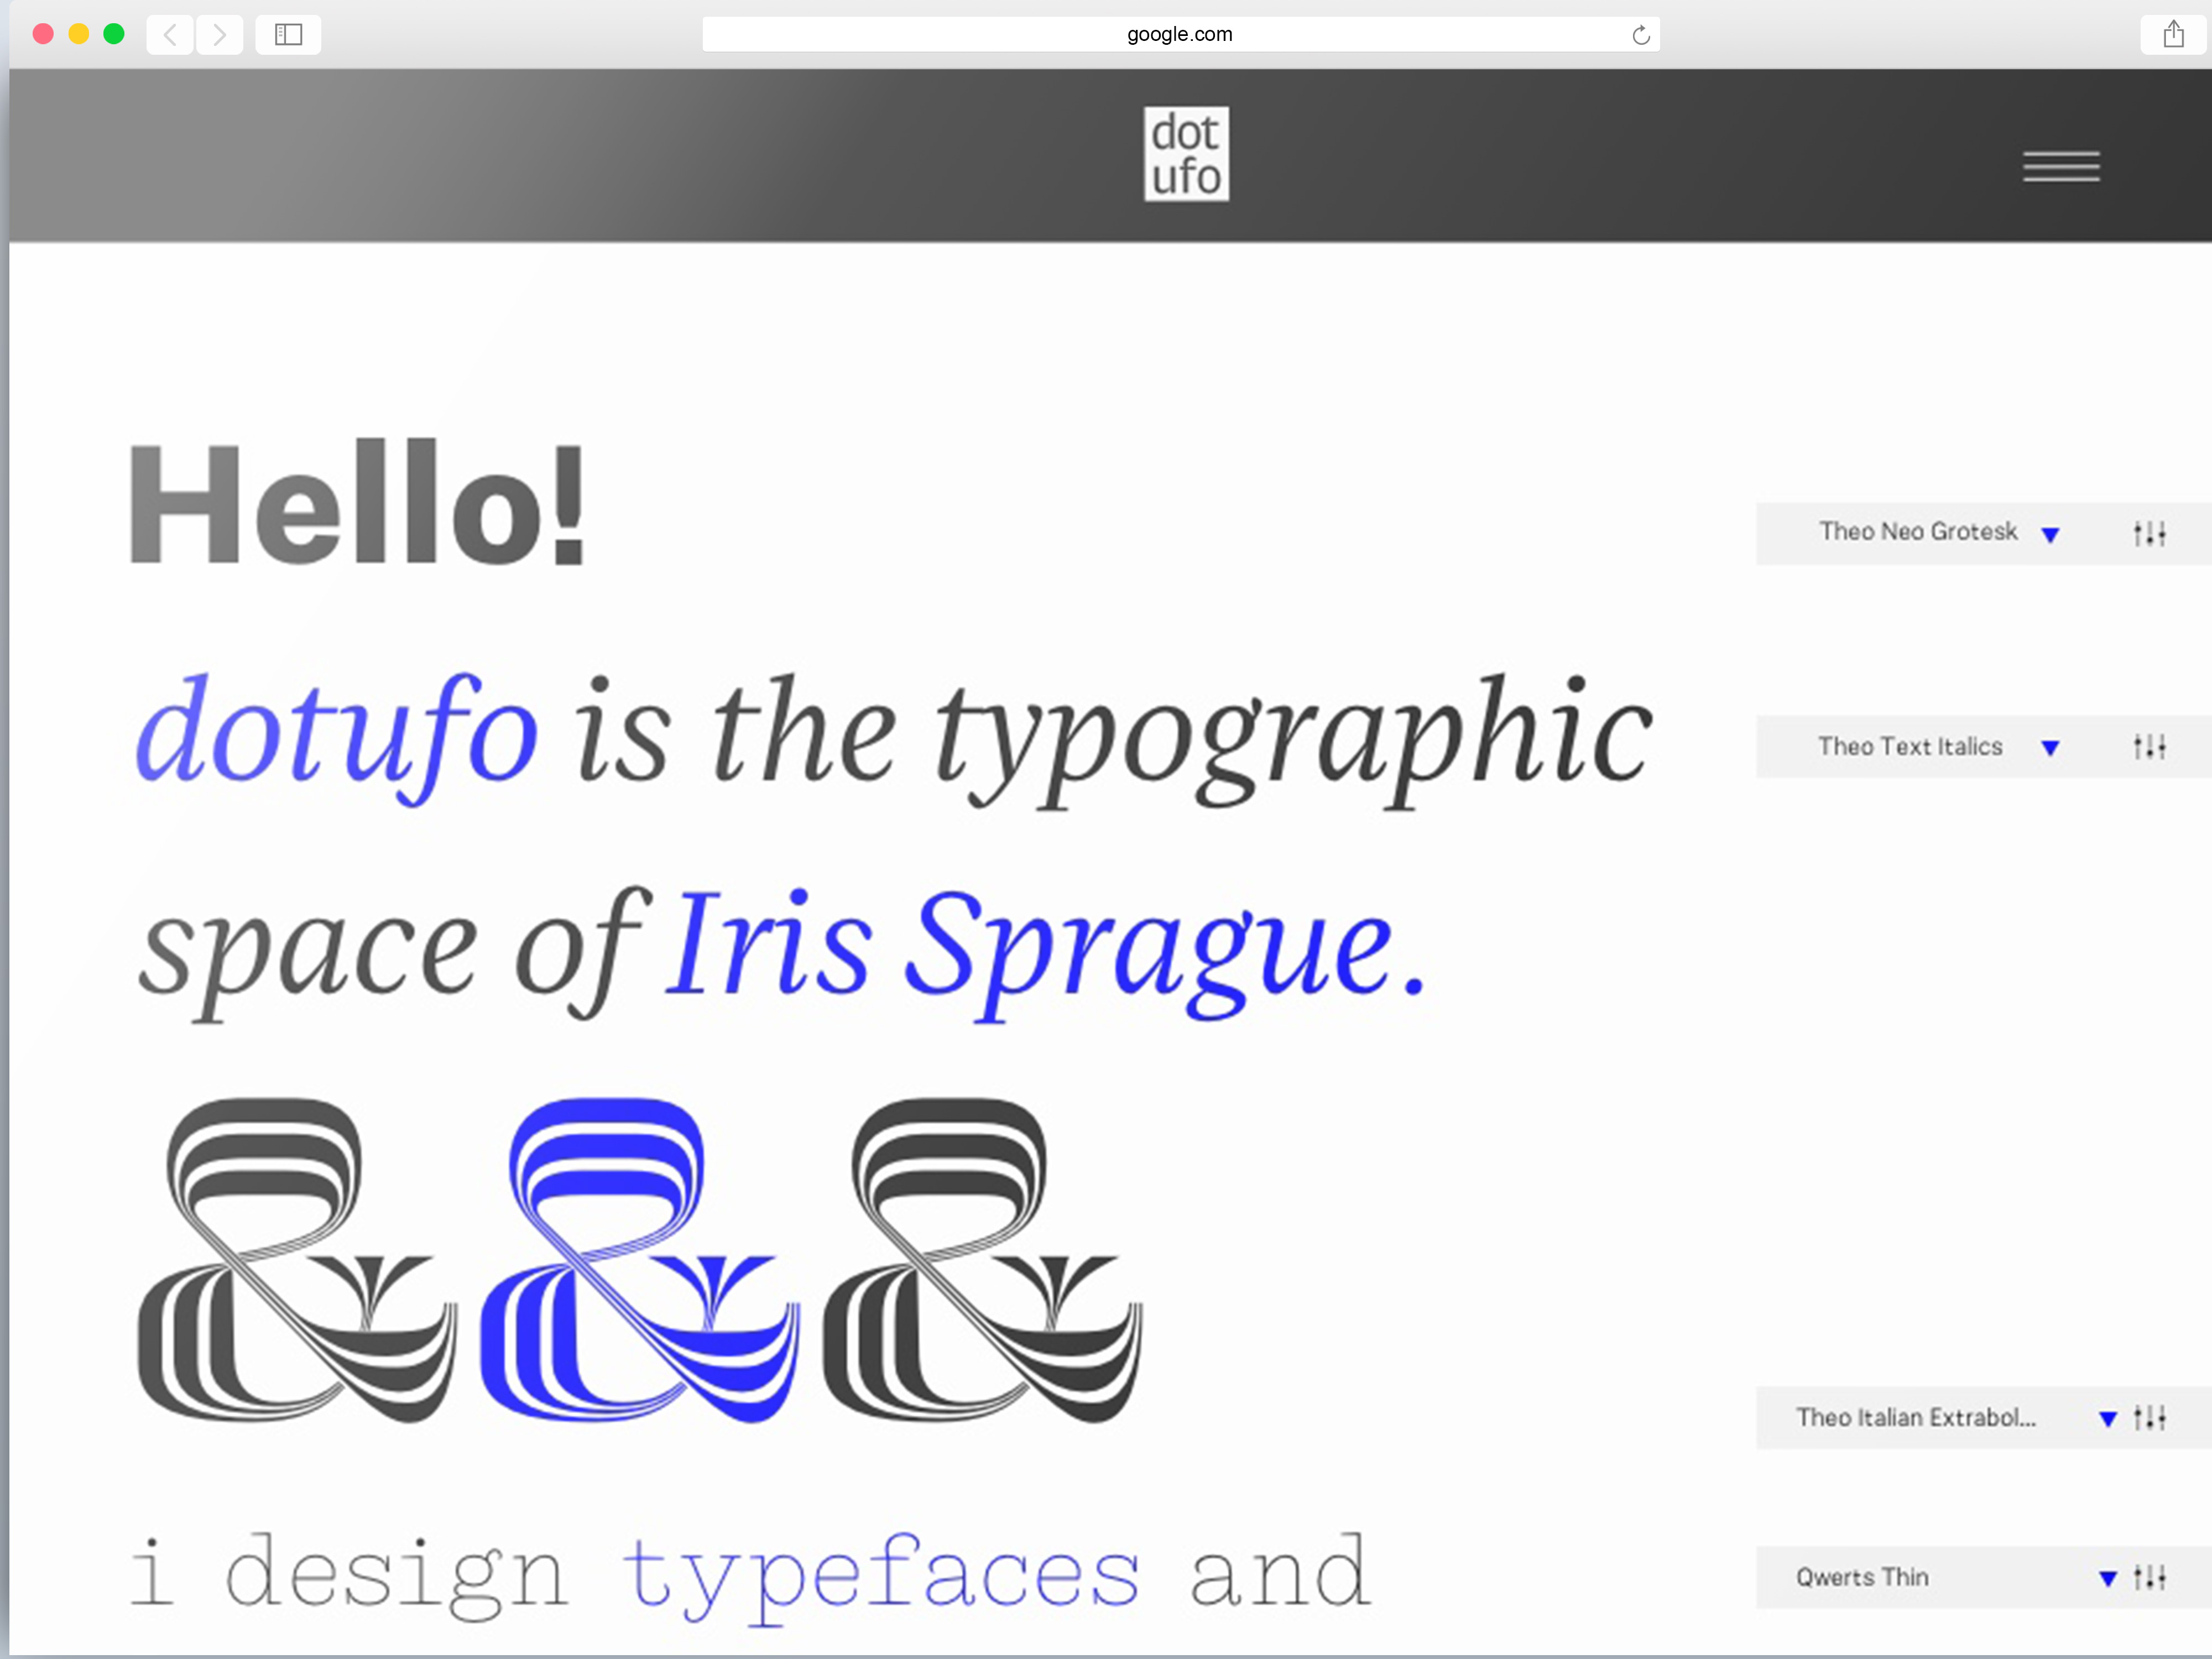 google.com
dot
ufo
Hello!
Theo Neo Grotesk
dotufo is the typographic
Theo Text Italics
space of Iris Sprague.
&&&
Theo Italian Extrabol...
i design typefaces and
Qwerts Thin